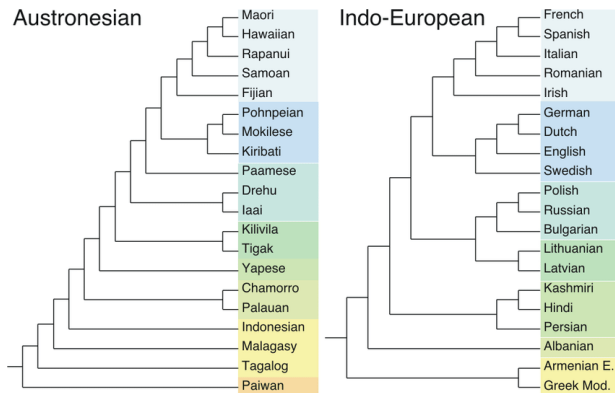 Austronesian
Maori
Hawaiian
Rapanui
Samoan
Fijian
Pohnpeian
Mokilese
Kiribati
Paamese
Drehu
Iaai
Kilivila
Tigak
Yapese
Chamorro
Palauan
Indonesian
Malagasy
Tagalog
Paiwan
Indo-European
French
Spanish
Italian
Romanian
Irish
German
Dutch
English
Swedish
Polish
Russian
Bulgarian
Lithuanian
Latvian
Kashmiri
Hindi
Persian
Albanian
Armenian E.
Greek Mod.